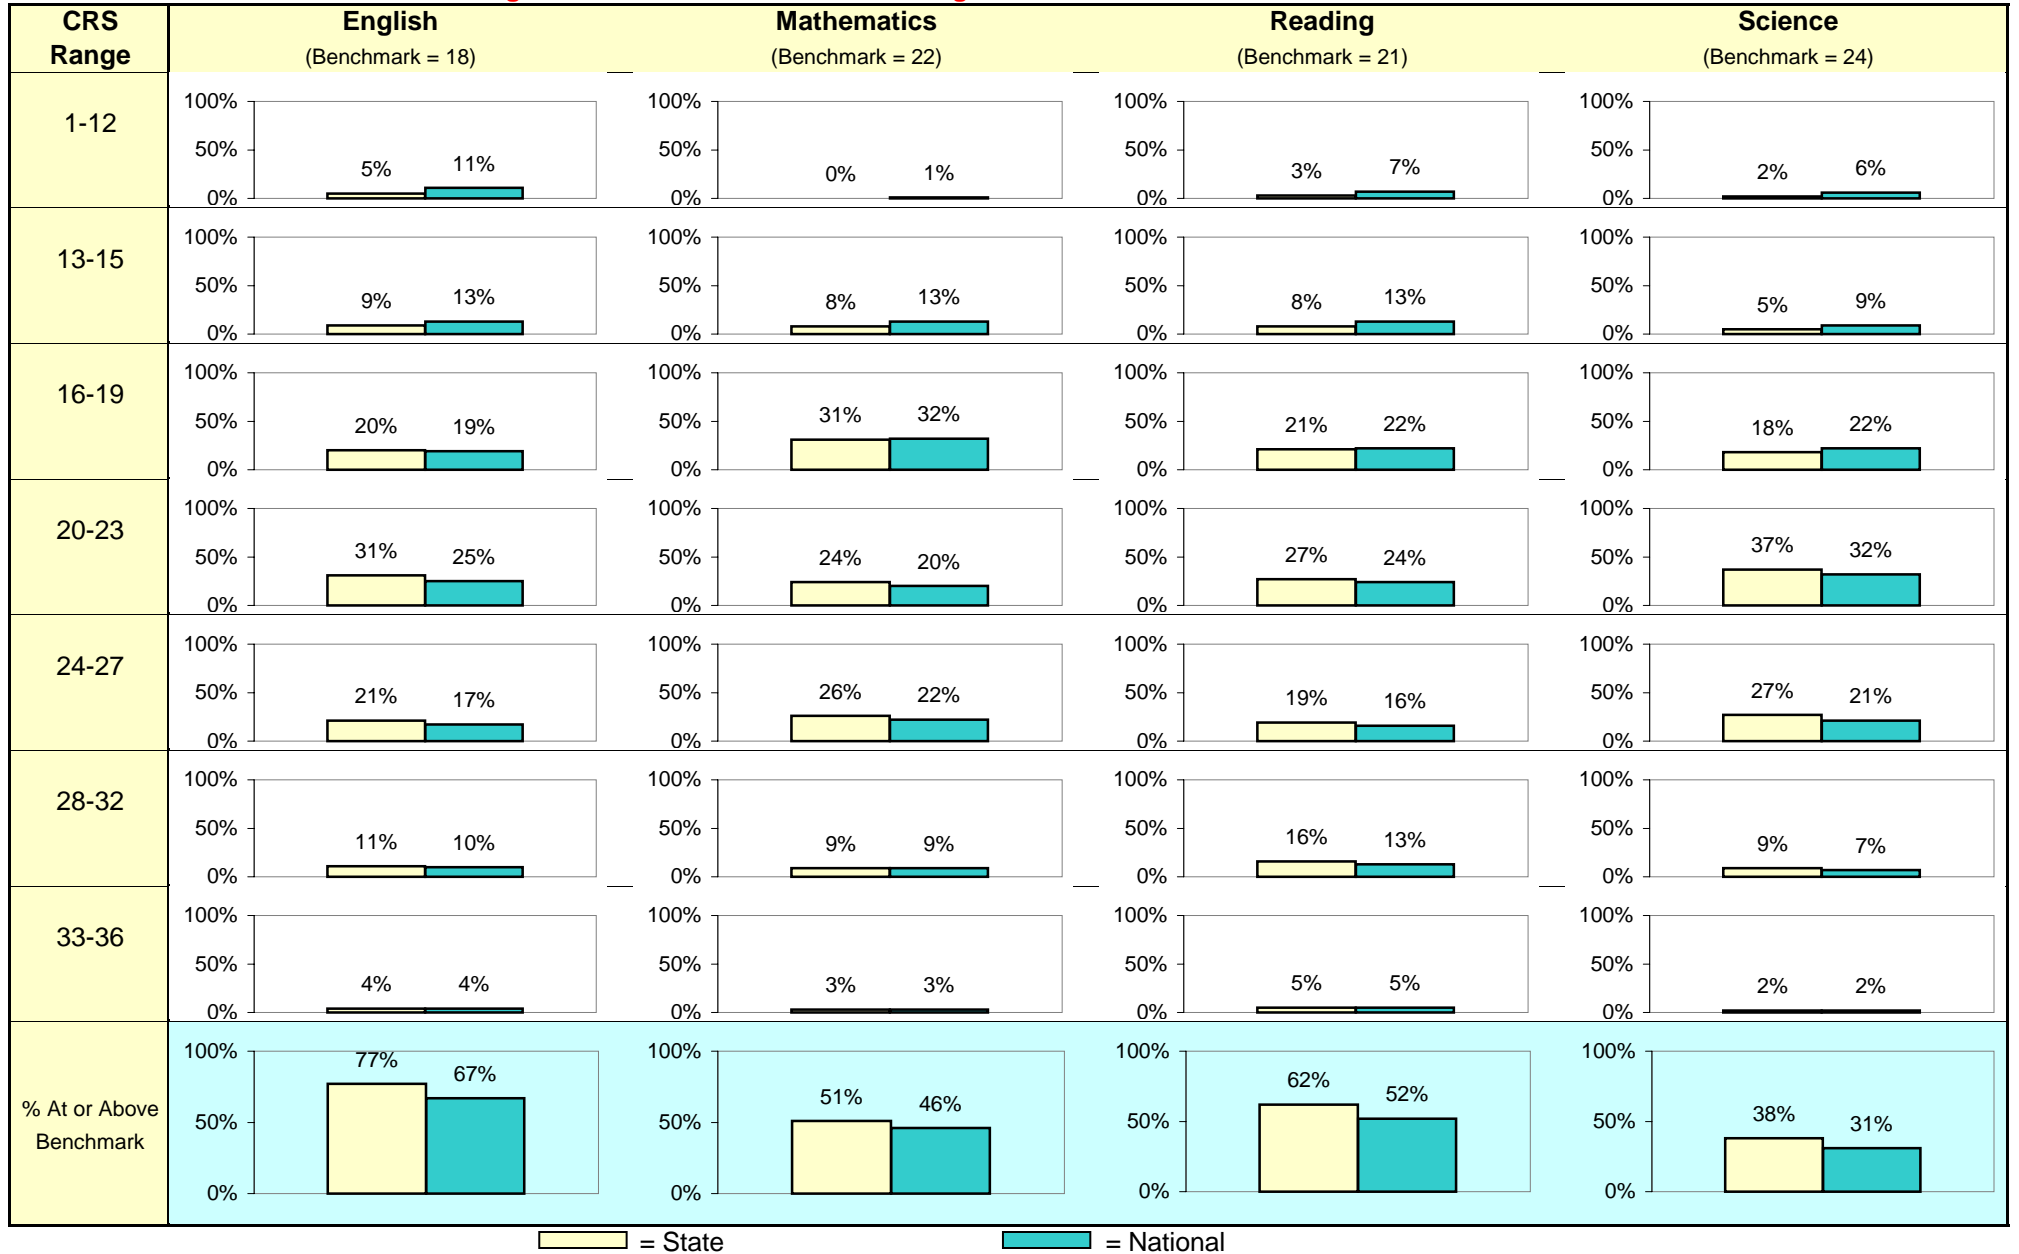 CRS Range English Mathematics Reading Science
(Benchmark = 18) (Benchmark = 22) (Benchmark = 21) (Benchmark = 24)
1-12
100% 50% 0% 5% 11%
100% 50% 0% 0% 1%
100% 50% 0% 3% 7%
100% 50% 0% 2% 6%
13-15
100% 50% 0% 9% 13%
100% 50% 0% 8% 13%
100% 50% 0% 8% 13%
100% 50% 0% 5% 9%
16-19
100% 50% 0% 20% 19%
100% 50% 0% 31% 32%
100% 50% 0% 21% 22%
100% 50% 0% 18% 22%
20-23
100% 50% 0% 31% 25%
100% 50% 0% 24% 20%
100% 50% 0% 27% 24%
100% 50% 0% 37% 32%
24-27
100% 50% 0% 21% 17%
100% 50% 0% 26% 22%
100% 50% 0% 19% 16%
100% 50% 0% 27% 21%
28-32
100% 50% 0% 11% 10%
100% 50% 0% 9% 9%
100% 50% 0% 16% 13%
100% 50% 0% 9% 7%
33-36
100% 50% 0% 4% 4%
100% 50% 0% 3% 3%
100% 50% 0% 5% 5%
100% 50% 0% 2% 2%
% At or Above
Benchmark
100% 50% 0% 77% 67%
100% 50% 0% 51% 46%
100% 50% 0% 62% 52%
100% 50% 0% 38% 31%
= State = National